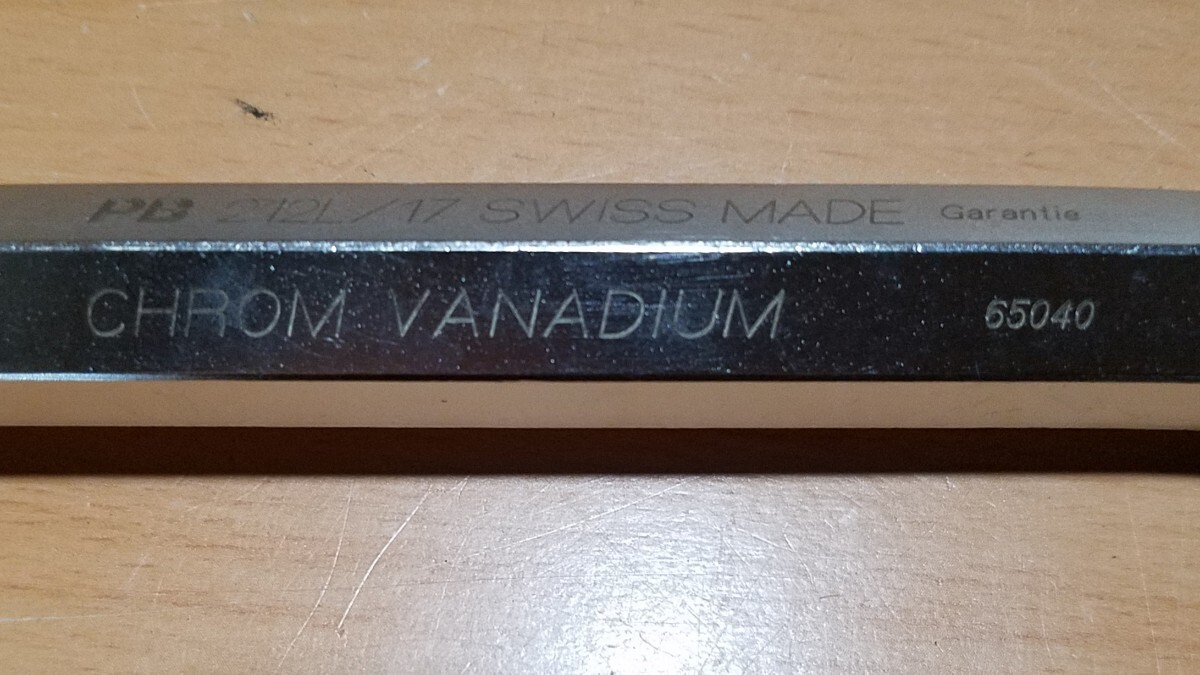 PB 212L/17 SWISS MADE Garantie
CHROM VANADIUM 65040